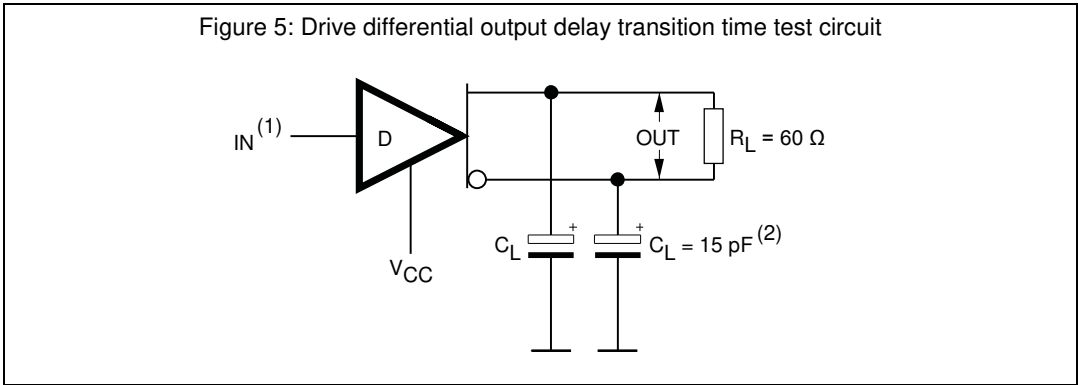 Figure 5: Drive differential output delay transition time test circuit
IN(1)
D
OUT
RL = 60 Ω
VCC
CL
+
+
CL = 15 pF(2)